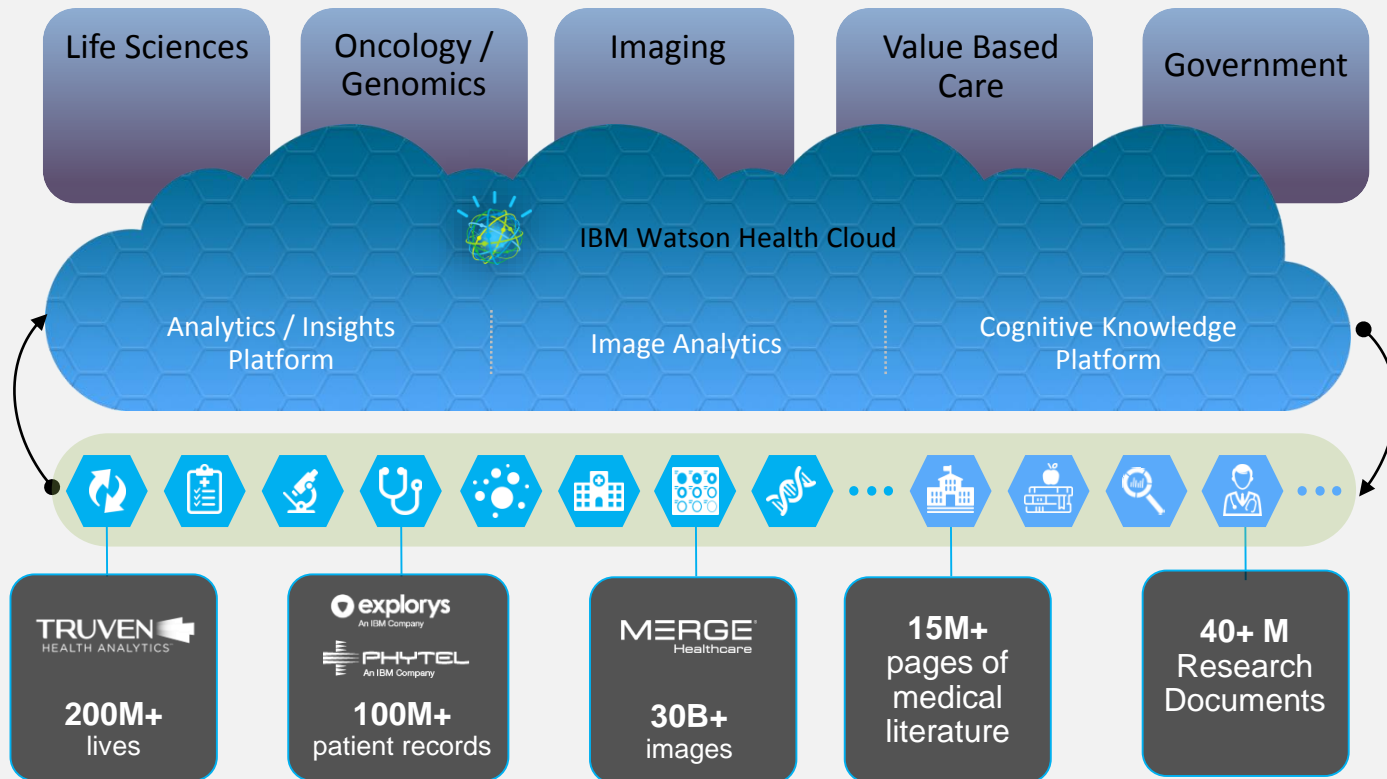 Life Sciences
Oncology /
Genomics
Imaging
Value Based
Care
Government
IBM Watson Health Cloud
Analytics / Insights
Platform
Image Analytics
Cognitive Knowledge
Platform
TRUVEN
HEALTH ANALYTICS™
200M+
lives
explorys
An IBM Company
PHYTEL
An IBM Company
100M+
patient records
MERGE®
Healthcare
30B+
images
15M+
pages of
medical
literature
40+ M
Research
Documents